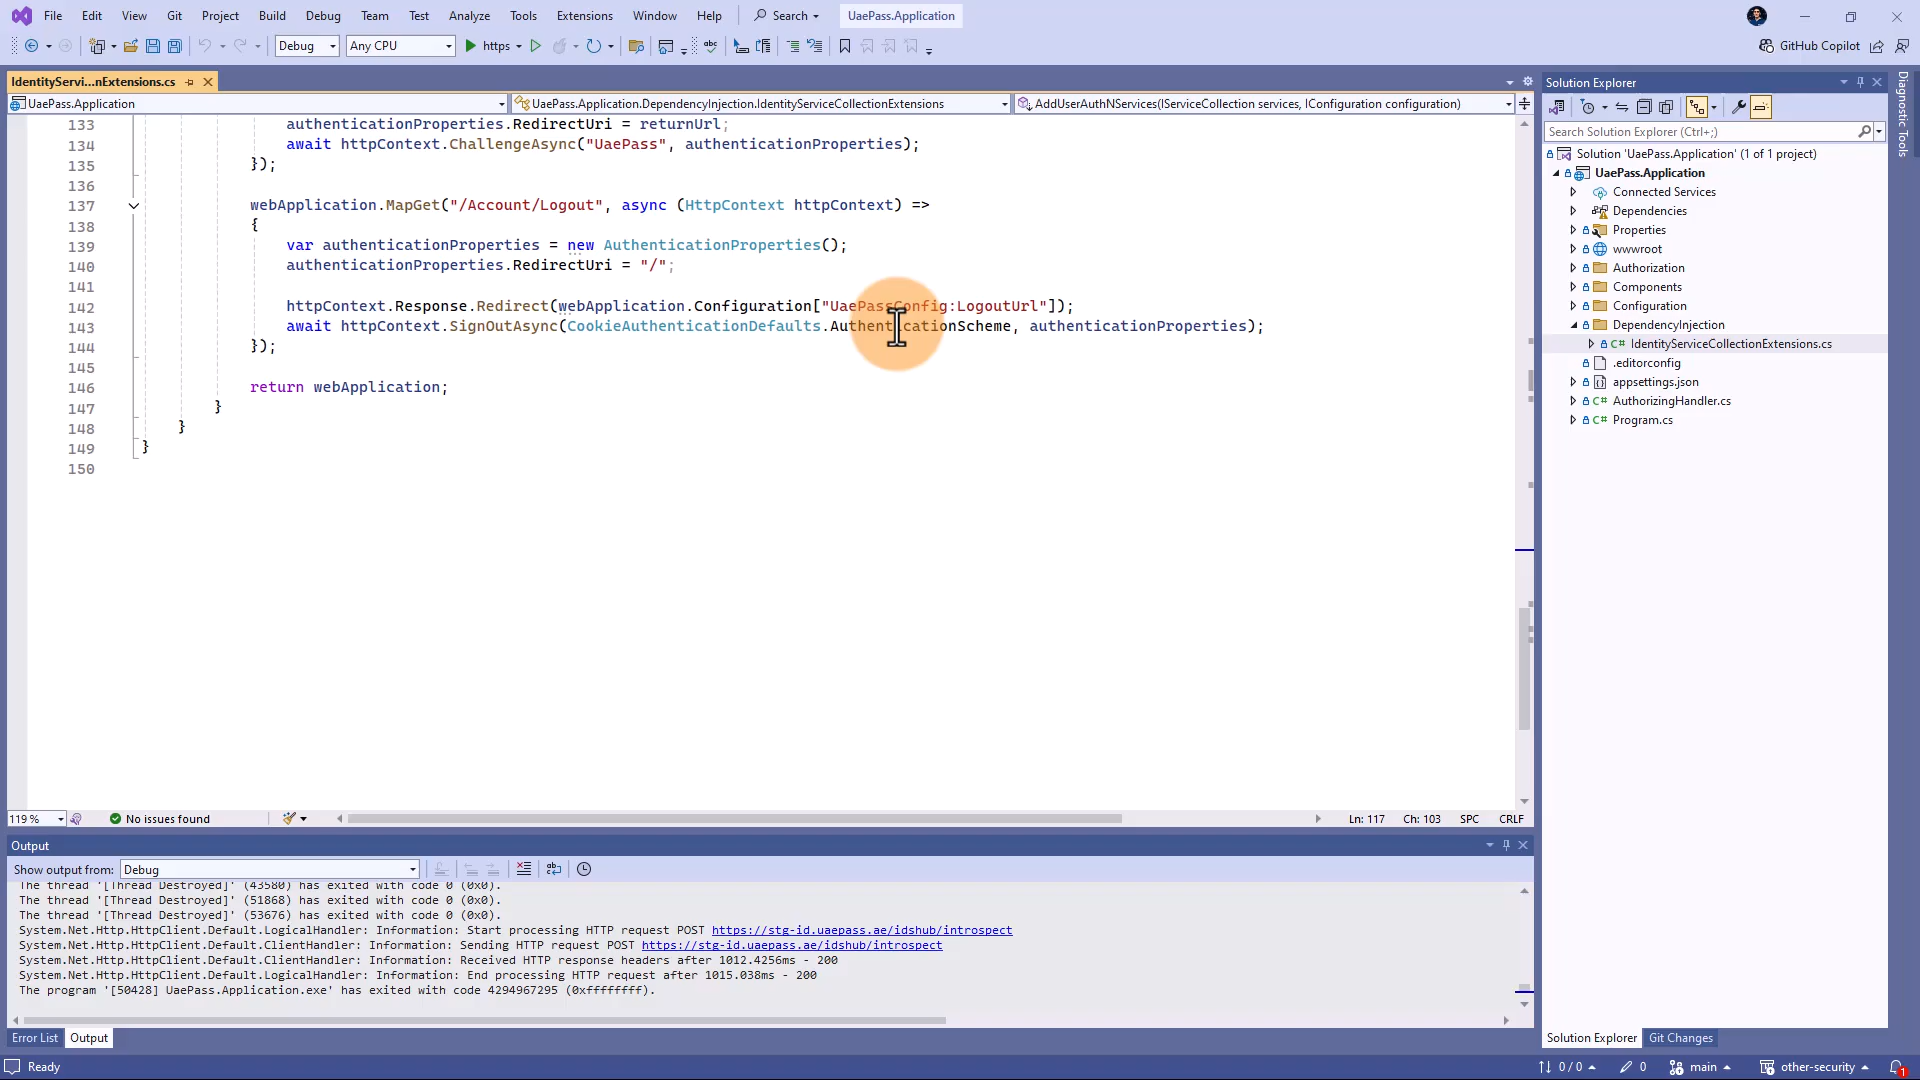 File Edit View Git Project Build Debug Team Test Analyze Tools Extensions Window Help Search UaePass.Application
Debug Any CPU https GitHub Copilot
IdentityServi...nExtensions.cs
UaePass.Application UaePass.Application.DependencyInjection.IdentityServiceCollectionExtensions AddUserAuthNServices(IServiceCollection services, IConfiguration configuration)
133 authenticationProperties.RedirectUri = returnUrl;
134 await httpContext.ChallengeAsync("UaePass", authenticationProperties);
135 });
136
137 webApplication.MapGet("/Account/Logout", async (HttpContext httpContext) =>
138 {
139 var authenticationProperties = new AuthenticationProperties();
140 authenticationProperties.RedirectUri = "/";
141
142 httpContext.Response.Redirect(webApplication.Configuration["UaePassConfig:LogoutUrl"]);
143 await httpContext.SignOutAsync(CookieAuthenticationDefaults.AuthenticationScheme, authenticationProperties);
144 });
145
146 return webApplication;
147 }
148 }
149 }
150
119 % No issues found Ln: 117 Ch: 103 SPC CRLF
Output
Show output from: Debug
The thread '[Thread Destroyed]' (43580) has exited with code 0 (0x0).
The thread '[Thread Destroyed]' (51868) has exited with code 0 (0x0).
The thread '[Thread Destroyed]' (53676) has exited with code 0 (0x0).
System.Net.Http.HttpClient.Default.LogicalHandler: Information: Start processing HTTP request POST https://stg-id.uaepass.ae/idshub/introspect
System.Net.Http.HttpClient.Default.ClientHandler: Information: Sending HTTP request POST https://stg-id.uaepass.ae/idshub/introspect
System.Net.Http.HttpClient.Default.ClientHandler: Information: Received HTTP response headers after 1012.4256ms - 200
System.Net.Http.HttpClient.Default.LogicalHandler: Information: End processing HTTP request after 1015.038ms - 200
The program '[50428] UaePass.Application.exe' has exited with code 4294967295 (0xffffffff).
Error List Output
Solution Explorer
Search Solution Explorer (Ctrl+;)
Solution 'UaePass.Application' (1 of 1 project)
UaePass.Application
Connected Services
Dependencies
Properties
wwwroot
Authorization
Components
Configuration
DependencyInjection
C# IdentityServiceCollectionExtensions.cs
.editorconfig
appsettings.json
C# AuthorizingHandler.cs
C# Program.cs
Solution Explorer Git Changes
Diagnostic Tools
Ready 0 / 0 0 main other-security 1